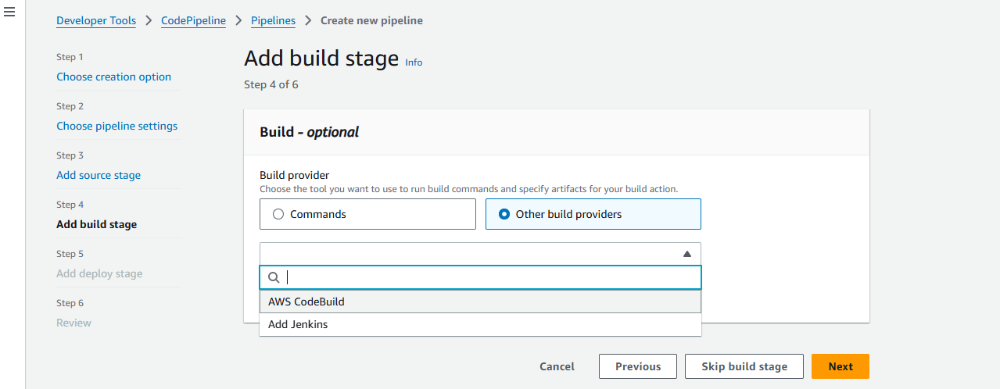 Developer Tools > CodePipeline > Pipelines > Create new pipeline
Step 1
Choose creation option
Step 2
Choose pipeline settings
Step 3
Add source stage
Step 4
Add build stage
Step 5
Add deploy stage
Step 6
Review
Add build stage Info
Step 4 of 6
Build - optional
Build provider
Choose the tool you want to use to run build commands and specify artifacts for your build action.
Commands
Other build providers
AWS CodeBuild
Add Jenkins
Cancel
Previous
Skip build stage
Next